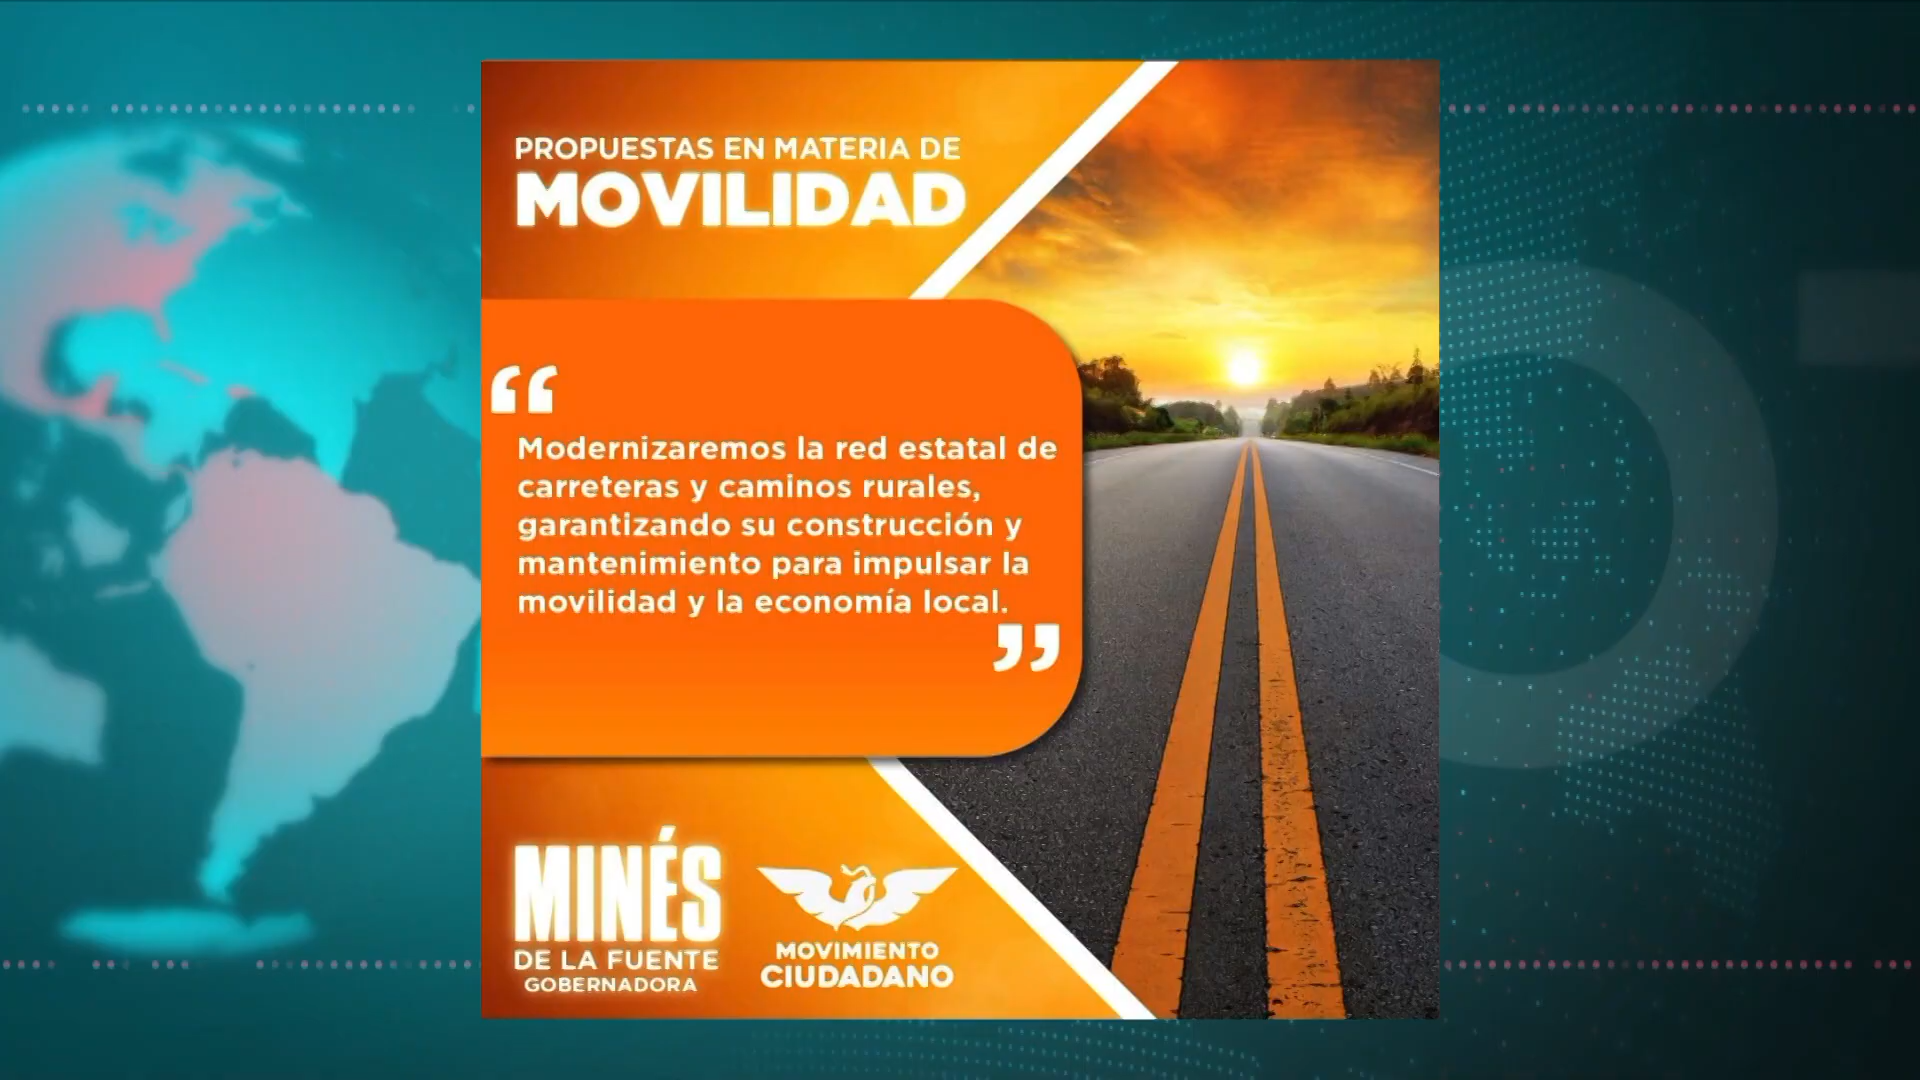 PROPUESTAS EN MATERIA DE
MOVILIDAD
“
Modernizaremos la red estatal de
carreteras y caminos rurales,
garantizando su construcción y
mantenimiento para impulsar la
movilidad y la economía local.
”
MINÉS
DE LA FUENTE
GOBERNADORA
MOVIMIENTO
CIUDADANO